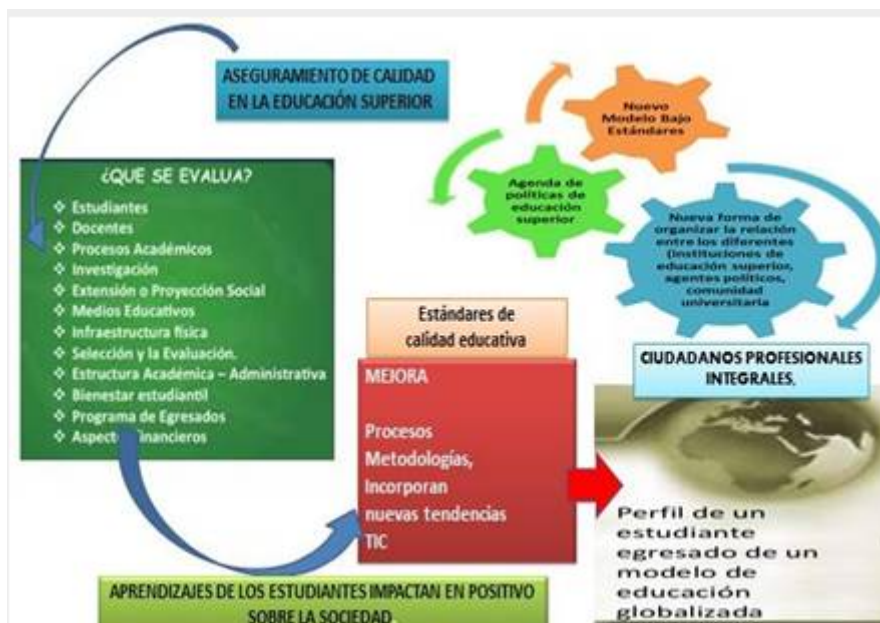 ASEGURAMIENTO DE CALIDAD
EN LA EDUCACIÓN SUPERIOR
¿QUE SE EVALUA?
Estudiantes
Docentes
Procesos Académicos
Investigación
Extensión o Proyección Social
Medios Educativos
Infraestructura física
Selección y la Evaluación.
Estructura Académica – Administrativa
Bienestar estudiantil
Programa de Egresados
Aspectos Financieros
Nuevo
Modelo Bajo
Estándares
Agenda de
políticas de
educación
superior
Nueva forma de
organizar la relación
entre los diferentes
(instituciones de
educación superior,
agentes políticos,
comunidad
universitaria
Estándares de
calidad educativa
MEJORA
Procesos
Metodologías,
Incorporan
nuevas tendencias
TIC
CIUDADANOS PROFESIONALES
INTEGRALES,
Perfil de un
estudiante
egresado de un
modelo de
educación
globalizada
APRENDIZAJES DE LOS ESTUDIANTES IMPACTAN EN POSITIVO
SOBRE LA SOCIEDAD